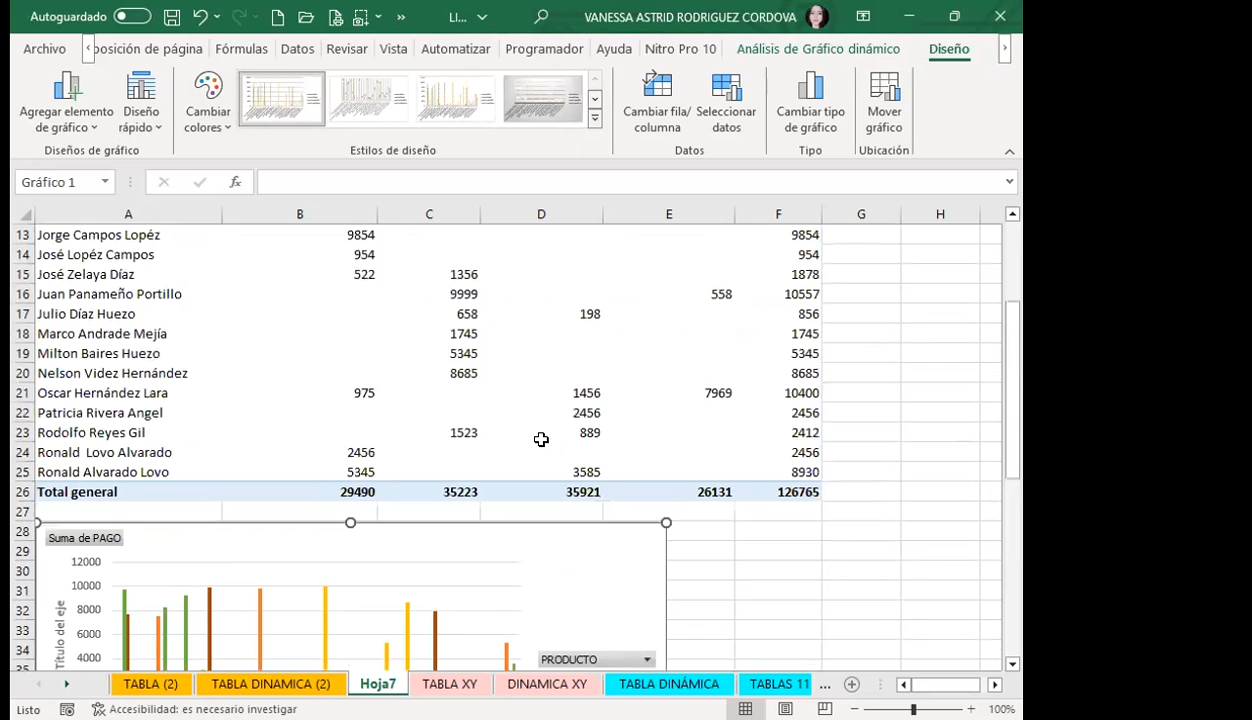 Autoguardado LI... VANESSA ASTRID RODRIGUEZ CORDOVA
Archivo posición de página Fórmulas Datos Revisar Vista Automatizar Programador Ayuda Nitro Pro 10 Análisis de Gráfico dinámico Diseño
Agregar elemento de gráfico
Diseño rápido
Cambiar colores
Cambiar fila/ columna
Seleccionar datos
Cambiar tipo de gráfico
Mover gráfico
Diseños de gráfico Estilos de diseño Datos Tipo Ubicación
Gráfico 1 fx
A B C D E F G H
13 Jorge Campos Lopéz 9854 9854
14 José Lopéz Campos 954 954
15 José Zelaya Díaz 522 1356 1878
16 Juan Panameño Portillo 9999 558 10557
17 Julio Díaz Huezo 658 198 856
18 Marco Andrade Mejía 1745 1745
19 Milton Baires Huezo 5345 5345
20 Nelson Videz Hernández 8685 8685
21 Oscar Hernández Lara 975 1456 7969 10400
22 Patricia Rivera Angel 2456 2456
23 Rodolfo Reyes Gil 1523 889 2412
24 Ronald Lovo Alvarado 2456 2456
25 Ronald Alvarado Lovo 5345 3585 8930
26 Total general 29490 35223 35921 26131 126765
27
28 Suma de PAGO
29 12000
30 10000
31
32 8000
33 6000
34 4000
35
Título del eje
PRODUCTO
TABLA (2) TABLA DINAMICA (2) Hoja7 TABLA XY DINAMICA XY TABLA DINÁMICA TABLAS 11 ...
Listo Accesibilidad: es necesario investigar 100%